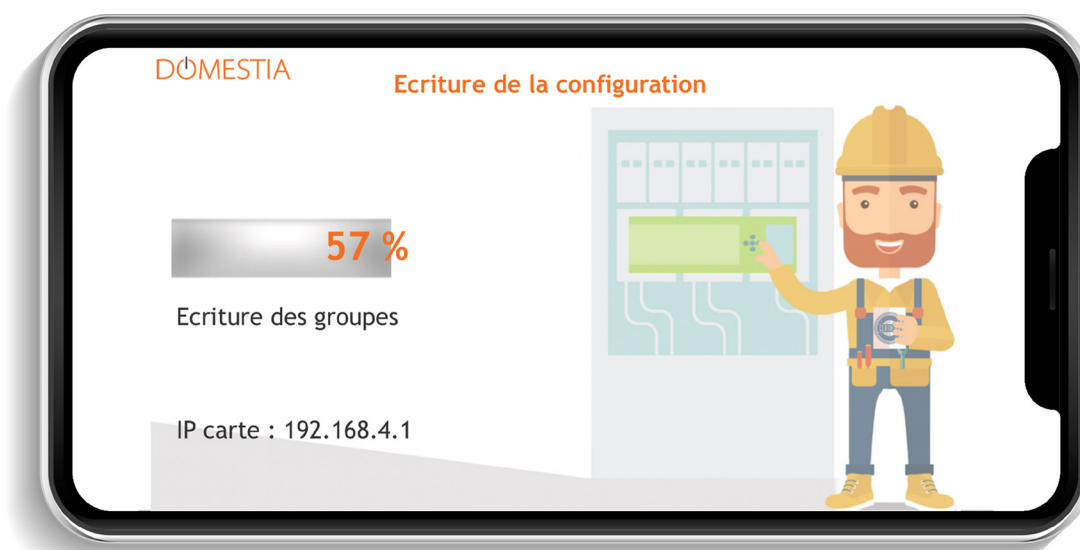 DOMESTIA
Ecriture de la configuration
57 %
Ecriture des groupes
IP carte : 192.168.4.1